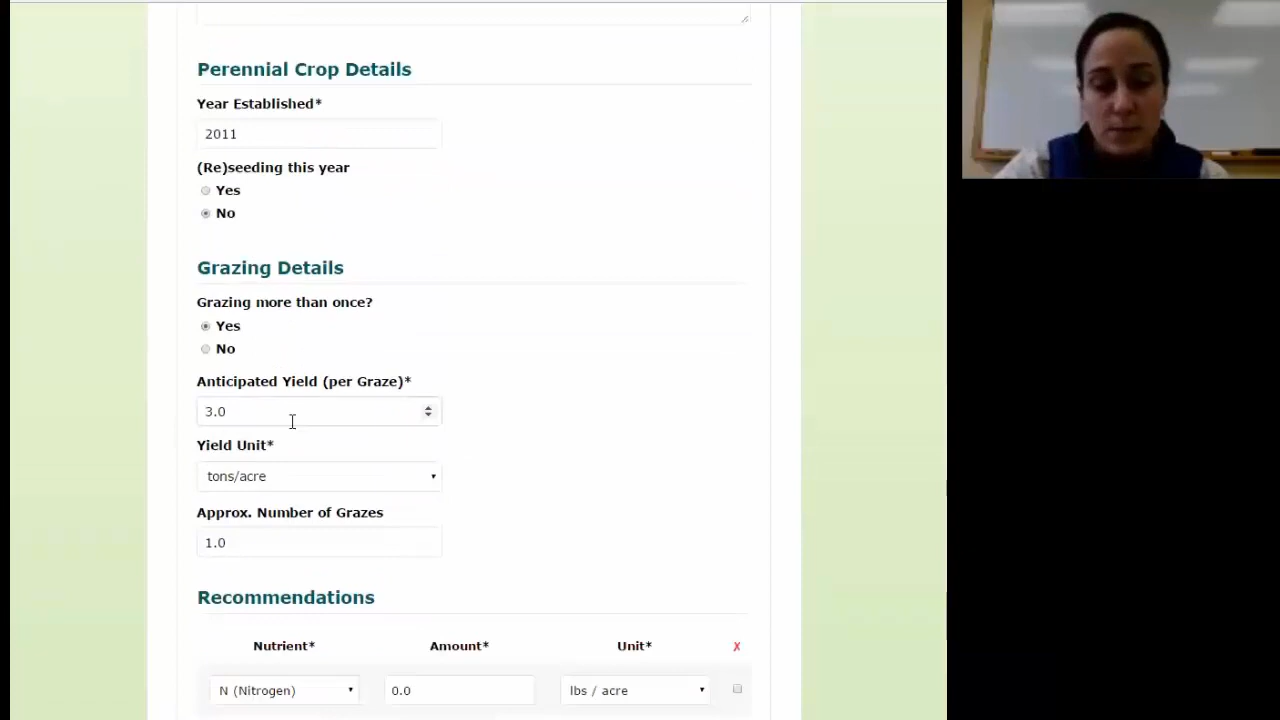 Perennial Crop Details
Year Established*
2011
(Re)seeding this year
Yes
No
Grazing Details
Grazing more than once?
Yes
No
Anticipated Yield (per Graze)*
3.0
Yield Unit*
tons/acre
Approx. Number of Grazes
1.0
Recommendations
Nutrient* Amount* Unit* X
N (Nitrogen) 0.0 lbs / acre